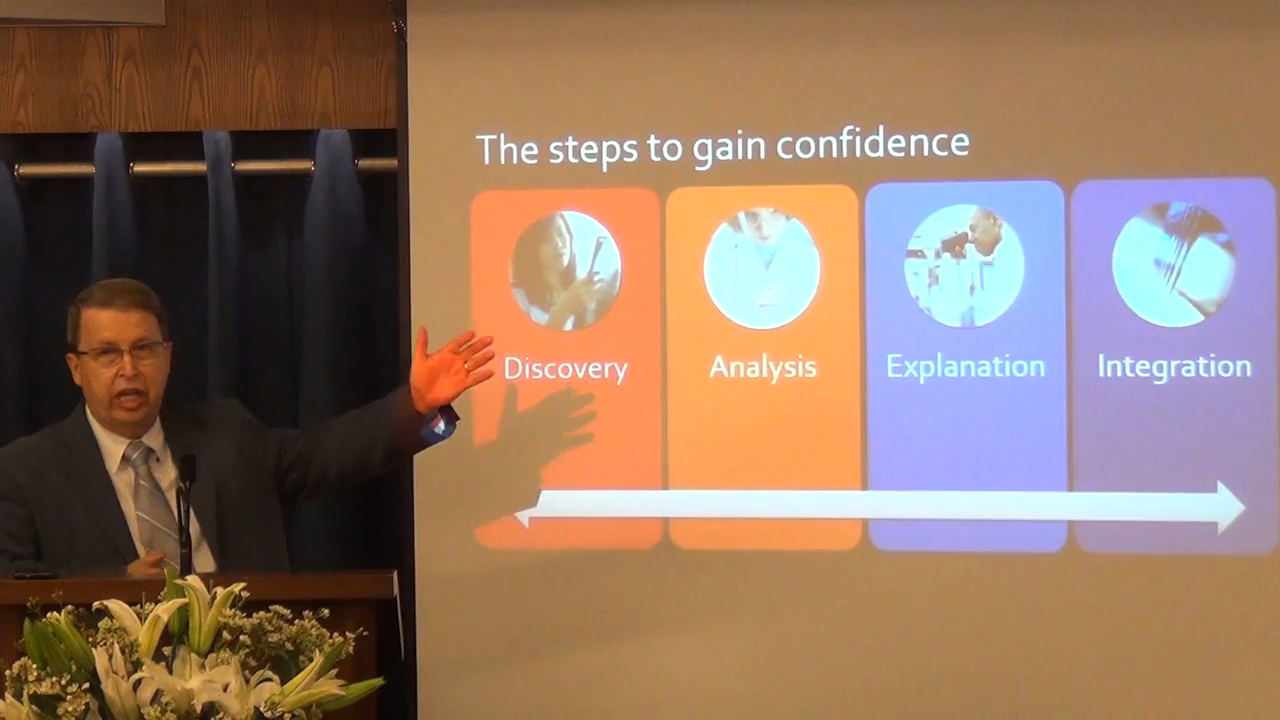 The steps to gain confidence
Discovery
Analysis
Explanation
Integration